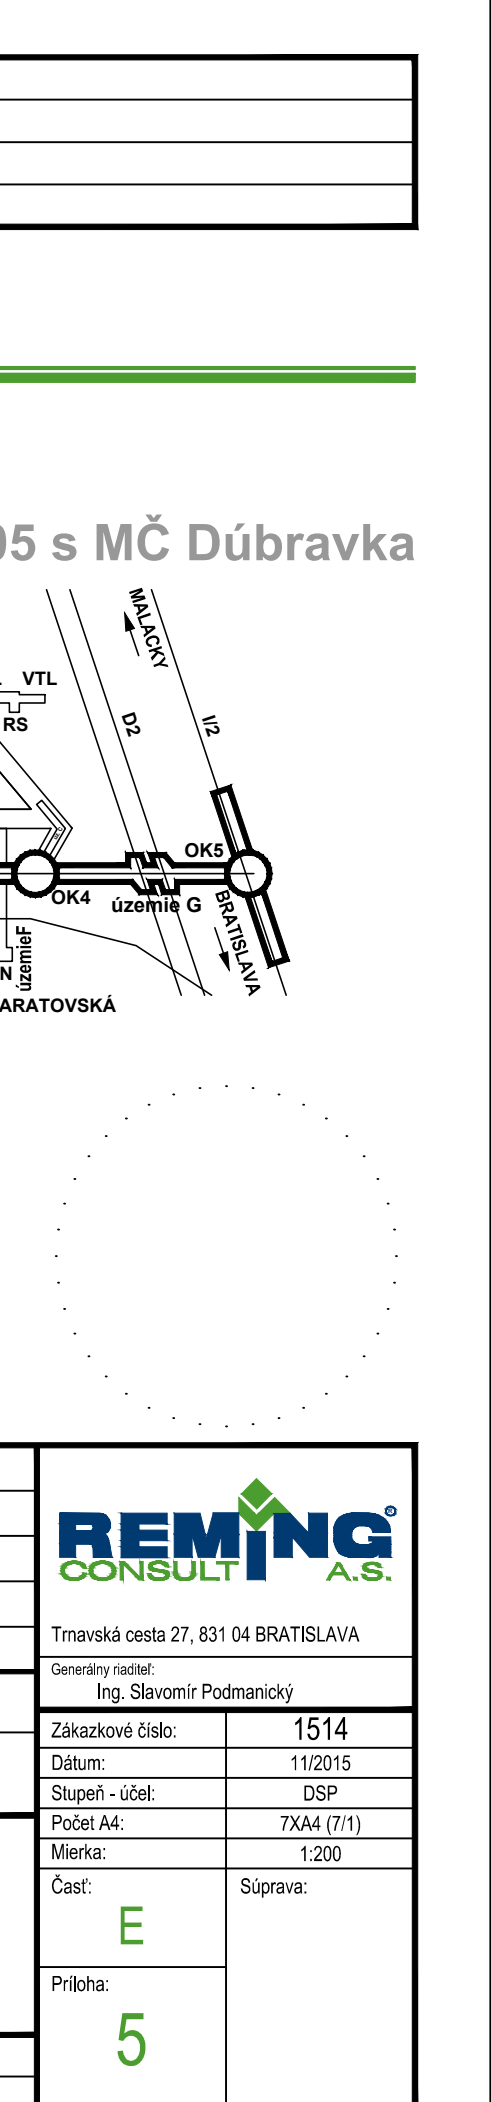 05 s MČ Dúbravka
MALACKY
VTL
RS
D2
I/2
OK5
OK4
území G
BRATISLAVA
územieF
N
ARATOVSKÁ
REMING
CONSULT A.S.
Trnavská cesta 27, 831 04 BRATISLAVA
Generálny riaditeľ:
Ing. Slavomír Podmanický
Zákazkové číslo: 1514
Dátum: 11/2015
Stupeň - účel: DSP
Počet A4: 7XA4 (7/1)
Mierka: 1:200
Časť: Súprava:
E
Príloha:
5